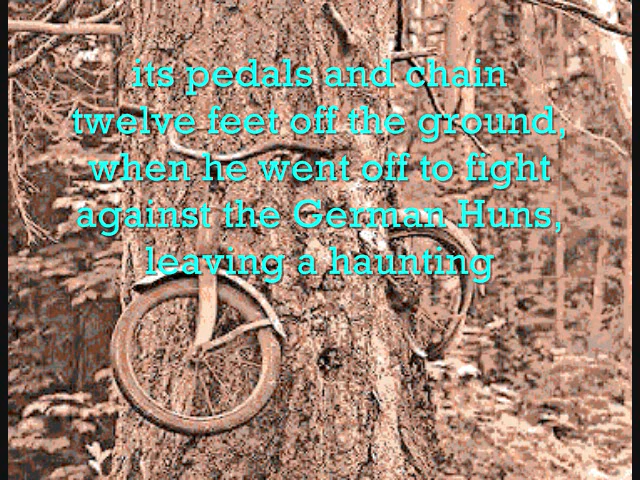 its pedals and chain
twelve feet off the ground,
when he went off to fight
against the German Huns,
leaving a haunting